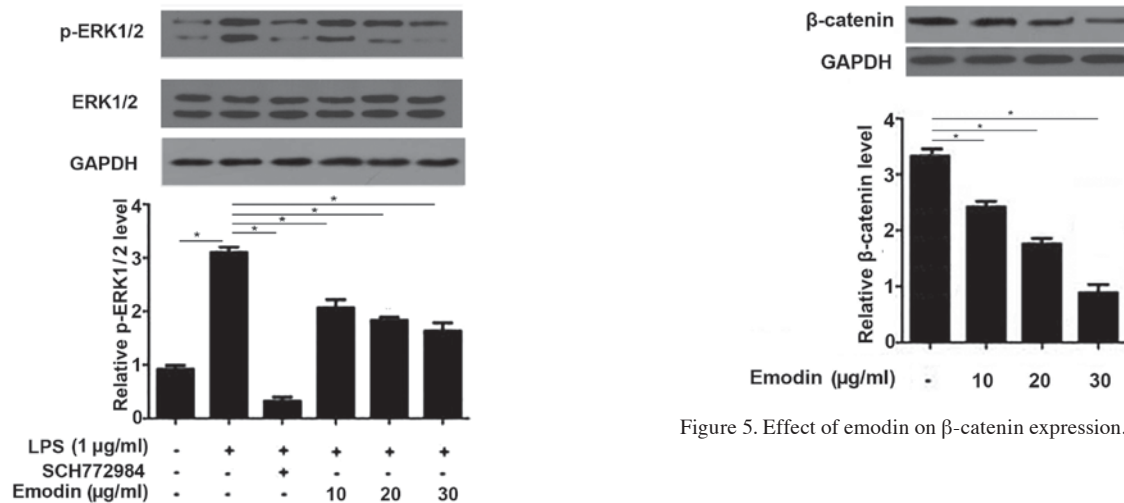 p-ERK1/2
ERK1/2
GAPDH
Relative p-ERK1/2 level
4
3
2
1
0
* * * * *
LPS (1 µg/ml) - + + + + +
SCH772984 - - + - - -
Emodin (µg/ml) - - - 10 20 30
β-catenin
GAPDH
Relative β-catenin level
4
3
2
1
0
* * *
Emodin (µg/ml) - 10 20 30
Figure 5. Effect of emodin on β-catenin expression.